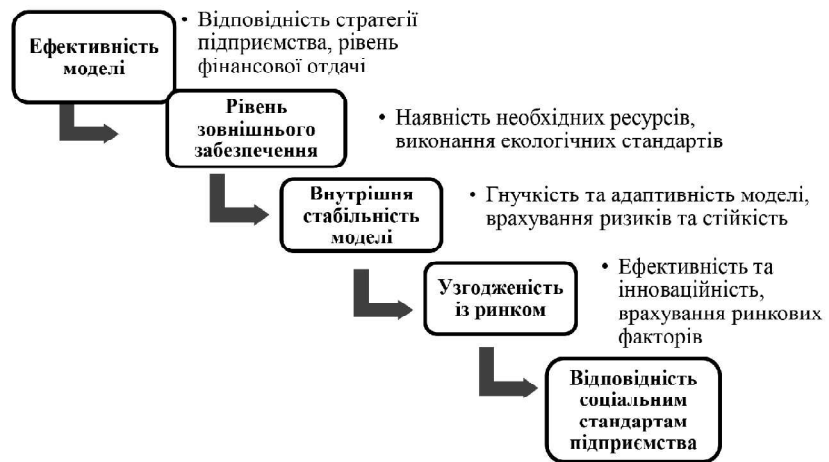 Ефективність
моделі
• Відповідність стратегії
підприємства, рівень
фінансової отдачі
Рівень
зовнішнього
забезпечення
• Наявність необхідних ресурсів,
виконання екологічних стандартів
Внутрішня
стабільність
моделі
• Гнучкість та адаптивність моделі,
врахування ризиків та стійкість
Узгодженість
із ринком
• Ефективність та
інноваційність,
врахування ринкових
факторів
Відповідність
соціальним
стандартам
підприємства